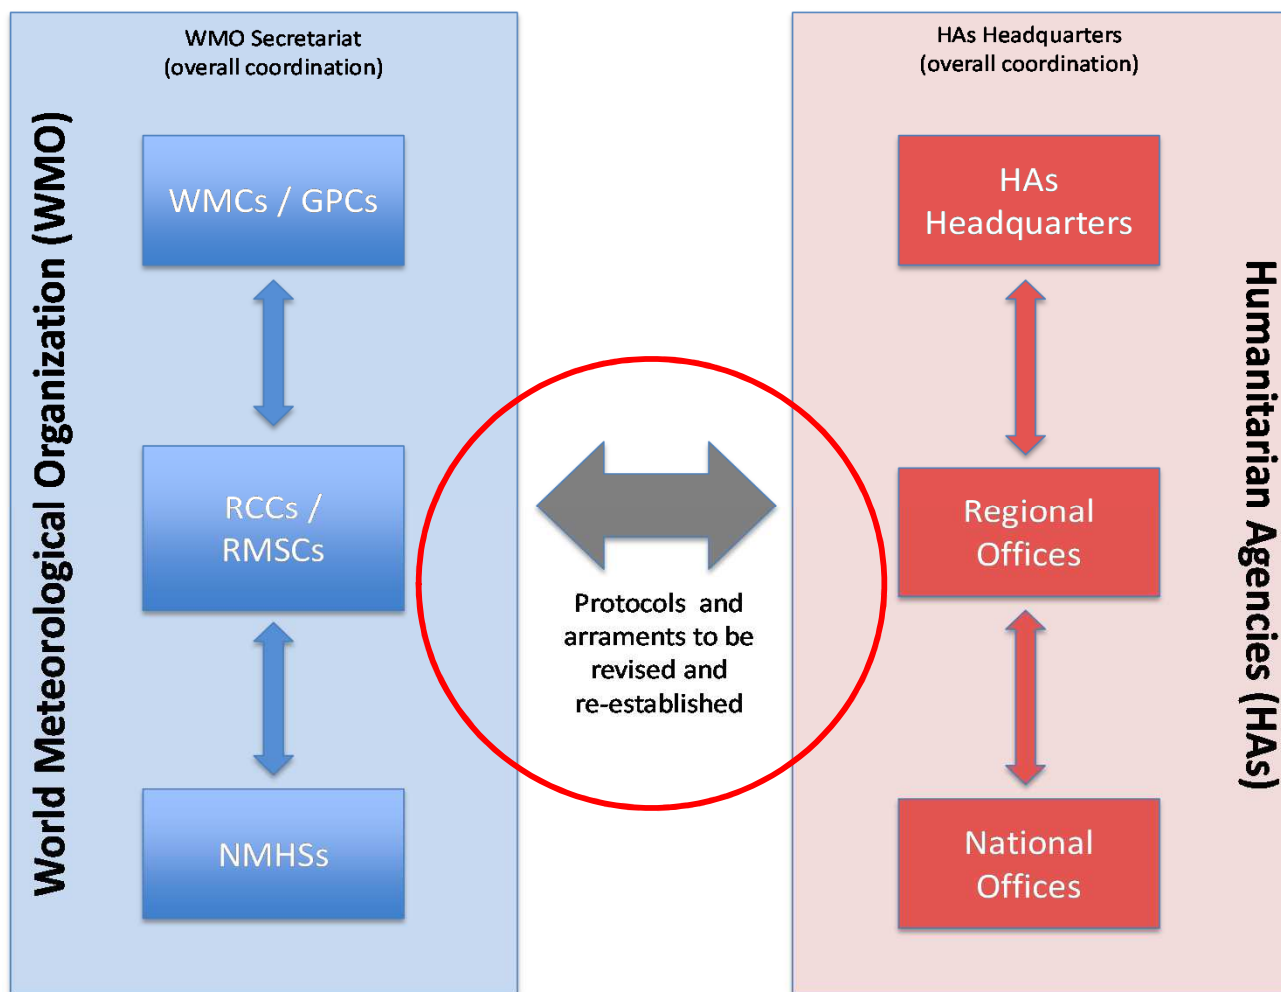 WMO Secretariat
(overall coordination)
World Meteorological Organization (WMO)
WMCs / GPCs
RCCs /
RMSCs
NMHSs
Protocols and
arraments to be
revised and
re-established
HAs Headquarters
(overall coordination)
HAs
Headquarters
Regional
Offices
National
Offices
Humanitarian Agencies (HAs)